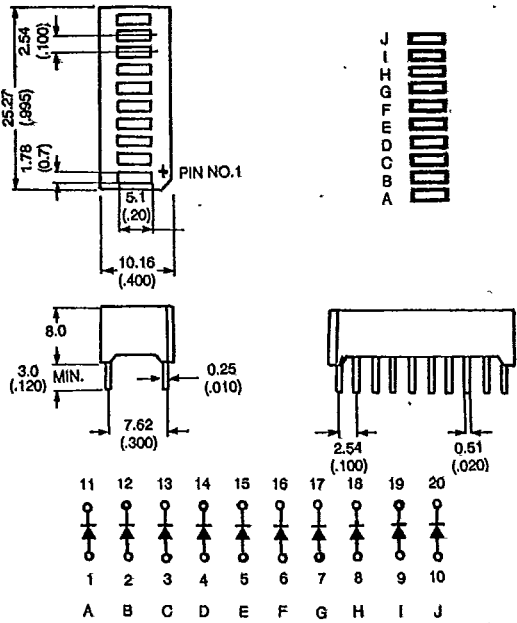 2.54
(.100)
25.27
(.995)
1.78
(0.7)
PIN NO.1
5.1
(.20)
10.16
(.400)
J
I
H
G
F
E
D
C
B
A
8.0
3.0
(.120)
MIN.
0.25
(.010)
7.62
(.300)
2.54
(.100)
0.51
(.020)
11 12 13 14 15 16 17 18 19 20
1 2 3 4 5 6 7 8 9 10
A B C D E F G H I J